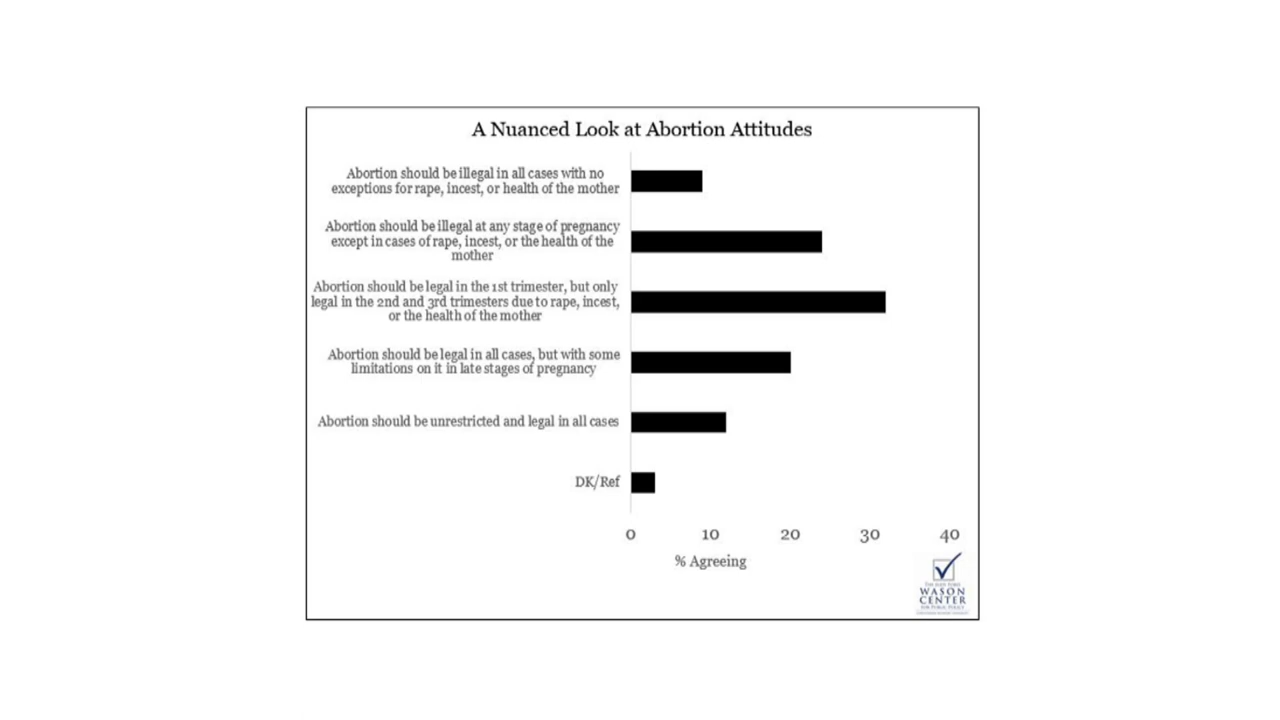 A Nuanced Look at Abortion Attitudes
Abortion should be illegal in all cases with no
exceptions for rape, incest, or health of the mother
Abortion should be illegal at any stage of pregnancy
except in cases of rape, incest, or the health of the
mother
Abortion should be legal in the 1st trimester, but only
legal in the 2nd and 3rd trimesters due to rape, incest,
or the health of the mother
Abortion should be legal in all cases, but with some
limitations on it in late stages of pregnancy
Abortion should be unrestricted and legal in all cases
DK/Ref
0 10 20 30 40
% Agreeing
WASON
CENTER
FOR PUBLIC POLICY